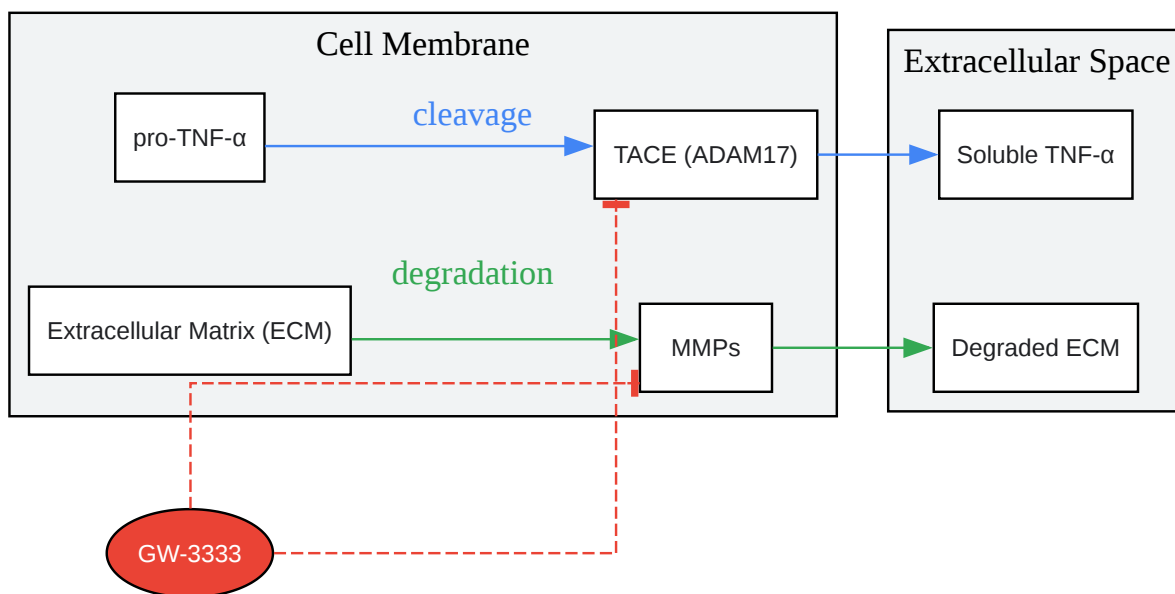 Cell Membrane
Extracellular Space
cleavage
pro-TNF-α
TACE (ADAM17)
Soluble TNF-α
degradation
Extracellular Matrix (ECM)
MMPs
Degraded ECM
GW-3333